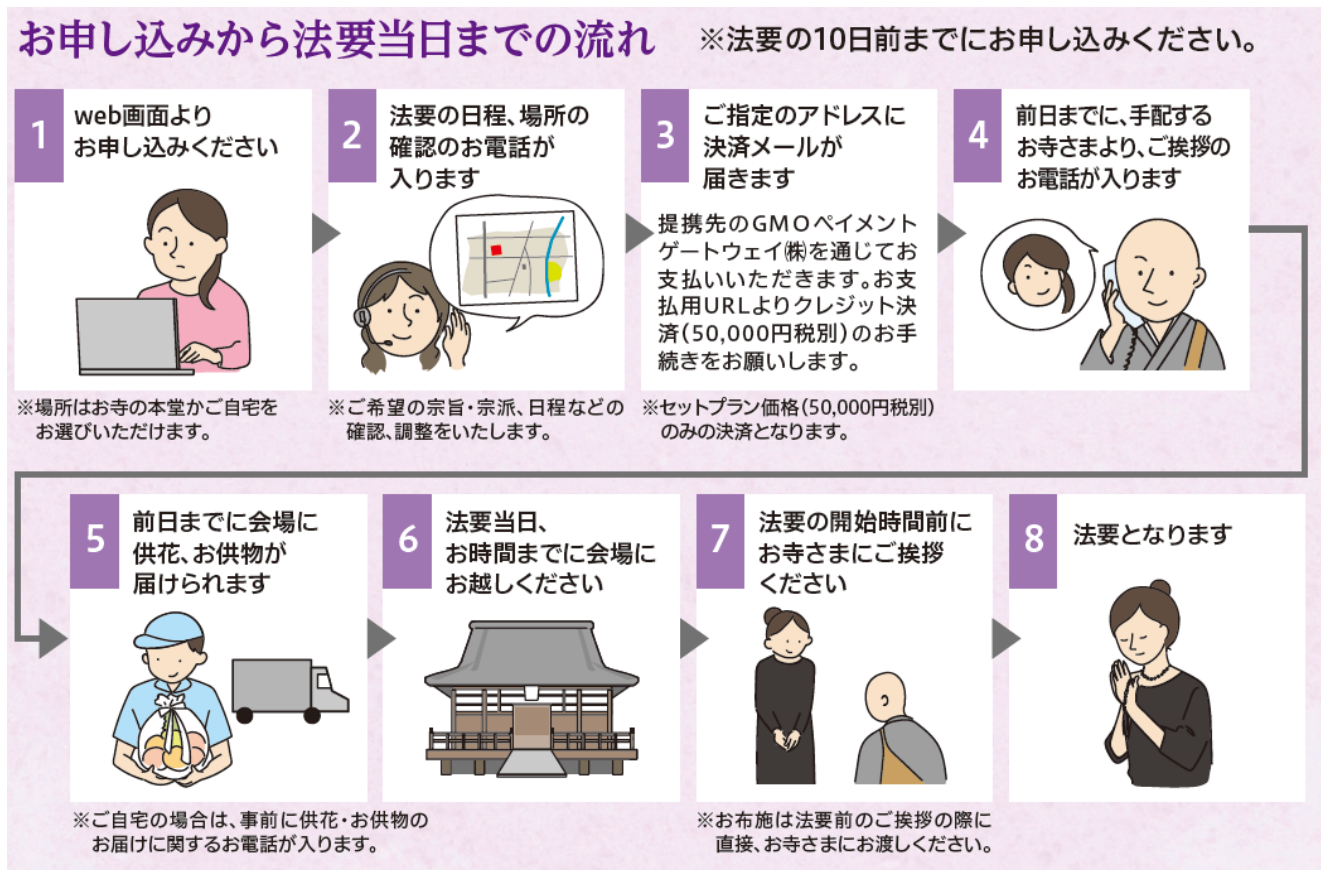 お申し込みから法要当日までの流れ ※法要の10日前までにお申し込みください。
1
web画面より
お申し込みください
※場所はお寺の本堂かご自宅を
お選びいただけます。
2
法要の日程、場所の
確認のお電話が
入ります
※ご希望の宗旨・宗派、日程などの
確認、調整をいたします。
3
ご指定のアドレスに
決済メールが
届きます
提携先のGMOペイメント
ゲートウェイ㈱を通じてお
支払いいただきます。お支
払用URLよりクレジット決
済(50,000円税別)のお手
続きをお願いします。
※セットプラン価格(50,000円税別)
のみの決済となります。
4
前日までに、手配する
お寺さまより、ご挨拶の
お電話が入ります
5
前日までに会場に
供花、お供物が
届けられます
※ご自宅の場合は、事前に供花・お供物の
お届けに関するお電話が入ります。
6
法要当日、
お時間までに会場に
お越しください
7
法要の開始時間前に
お寺さまにご挨拶
ください
※お布施は法要前のご挨拶の際に
直接、お寺さまにお渡しください。
8
法要となります